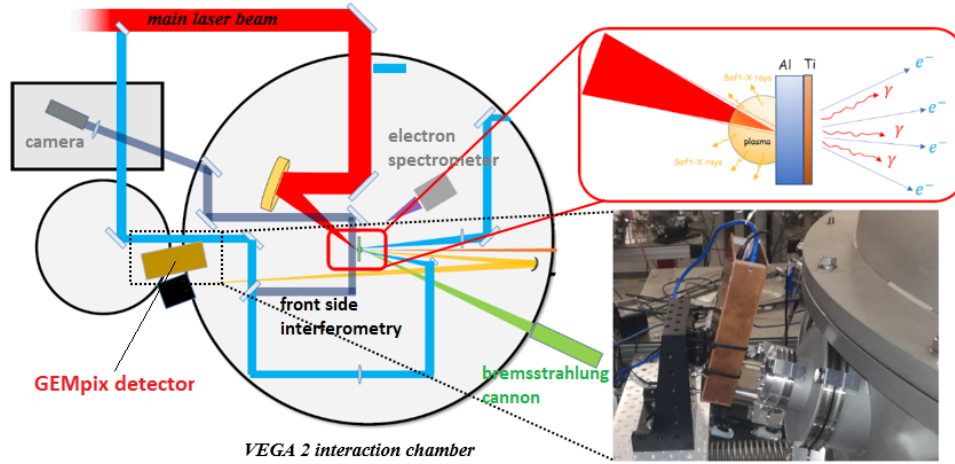 main laser beam
camera
electron
spectrometer
front side
interferometry
GEMpix detector
bremsstrahlung
cannon
VEGA 2 interaction chamber
Al Ti
Soft-X rays
plasma
Soft-X rays
e⁻
γ
e⁻
γ
e⁻
γ
e⁻